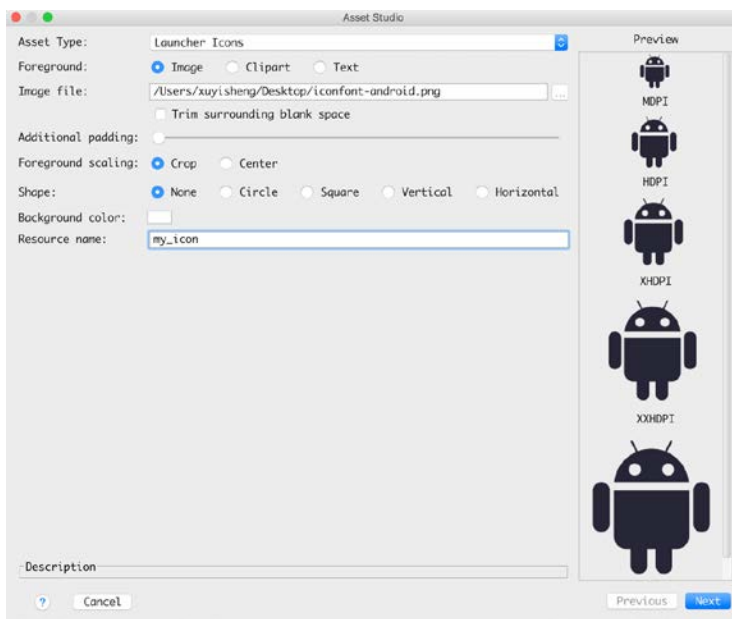 Asset Studio
Asset Type: Launcher Icons
Foreground: Image Clipart Text
Image file: /Users/xuyisheng/Desktop/iconfont-android.png ...
Trim surrounding blank space
Additional padding:
Foreground scaling: Crop Center
Shape: None Circle Square Vertical Horizontal
Background color:
Resource name: my_icon
Preview
MDPI
HDPI
XHDPI
XXHDPI
Description
? Cancel Previous Next